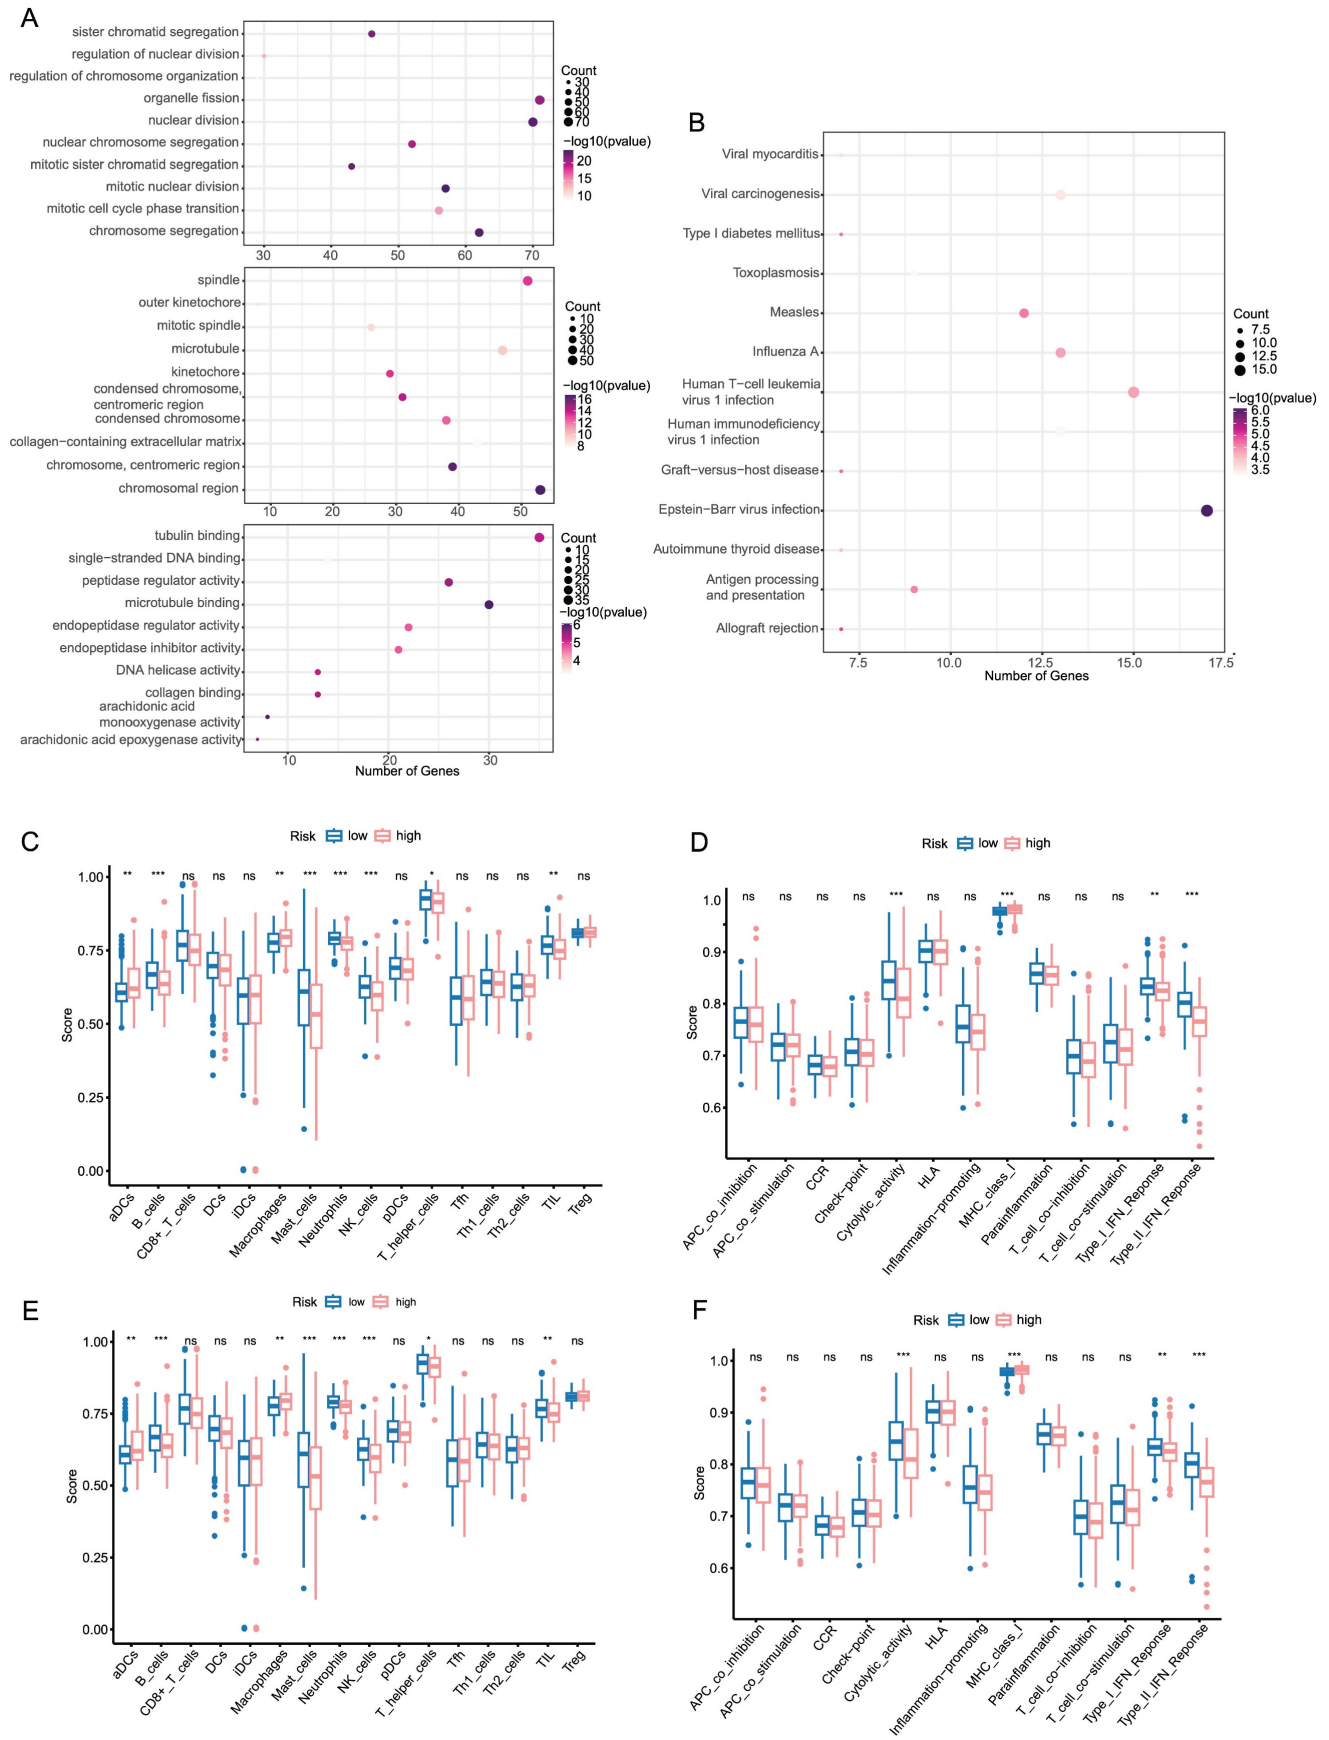 A
sister chromatid segregation
regulation of nuclear division
regulation of chromosome organization
organelle fission
nuclear division
nuclear chromosome segregation
mitotic sister chromatid segregation
mitotic nuclear division
mitotic cell cycle phase transition
chromosome segregation
30 40 50 60 70
Count
30
40
50
60
70
−log10(pvalue)
20
15
10
spindle
outer kinetochore
mitotic spindle
microtubule
kinetochore
condensed chromosome,
centromeric region
condensed chromosome
collagen−containing extracellular matrix
chromosome, centromeric region
chromosomal region
10 20 30 40 50
Count
10
20
30
40
50
−log10(pvalue)
16
14
12
10
8
tubulin binding
single−stranded DNA binding
peptidase regulator activity
microtubule binding
endopeptidase regulator activity
endopeptidase inhibitor activity
DNA helicase activity
collagen binding
arachidonic acid
monooxygenase activity
arachidonic acid epoxygenase activity
10 20 30
Number of Genes
Count
10
15
20
25
30
35
−log10(pvalue)
6
5
4
B
Viral myocarditis
Viral carcinogenesis
Type I diabetes mellitus
Toxoplasmosis
Measles
Influenza A
Human T−cell leukemia
virus 1 infection
Human immunodeficiency
virus 1 infection
Graft−versus−host disease
Epstein−Barr virus infection
Autoimmune thyroid disease
Antigen processing
and presentation
Allograft rejection
7.5 10.0 12.5 15.0 17.5
Number of Genes
Count
7.5
10.0
12.5
15.0
−log10(pvalue)
6.0
5.5
5.0
4.5
4.0
3.5
C
Risk low high
** *** ns ns ns ** *** *** *** ns * ns ns ns ** ns
1.00
0.75
0.50
0.25
0.00
Score
aDCs
B_cells
CD8+_T_cells
DCs
iDCs
Macrophages
Mast_cells
Neutrophils
NK_cells
pDCs
T_helper_cells
Tfh
Th1_cells
Th2_cells
TIL
Treg
D
Risk low high
ns ns ns ns *** ns ns *** ns ns ns ** ***
1.0
0.9
0.8
0.7
0.6
Score
APC_co_inhibition
APC_co_stimulation
CCR
Check−point
Cytolytic_activity
HLA
Inflammation−promoting
MHC_class_I
Parainflammation
T_cell_co−inhibition
T_cell_co−stimulation
Type_I_IFN_Reponse
Type_II_IFN_Reponse
E
Risk low high
** *** ns ns ns ** *** *** *** ns * ns ns ns ** ns
1.00
0.75
0.50
0.25
0.00
Score
aDCs
B_cells
CD8+_T_cells
DCs
iDCs
Macrophages
Mast_cells
Neutrophils
NK_cells
pDCs
T_helper_cells
Tfh
Th1_cells
Th2_cells
TIL
Treg
F
Risk low high
ns ns ns ns *** ns ns *** ns ns ns ** ***
1.0
0.9
0.8
0.7
0.6
Score
APC_co_inhibition
APC_co_stimulation
CCR
Check−point
Cytolytic_activity
HLA
Inflammation−promoting
MHC_class_I
Parainflammation
T_cell_co−inhibition
T_cell_co−stimulation
Type_I_IFN_Reponse
Type_II_IFN_Reponse